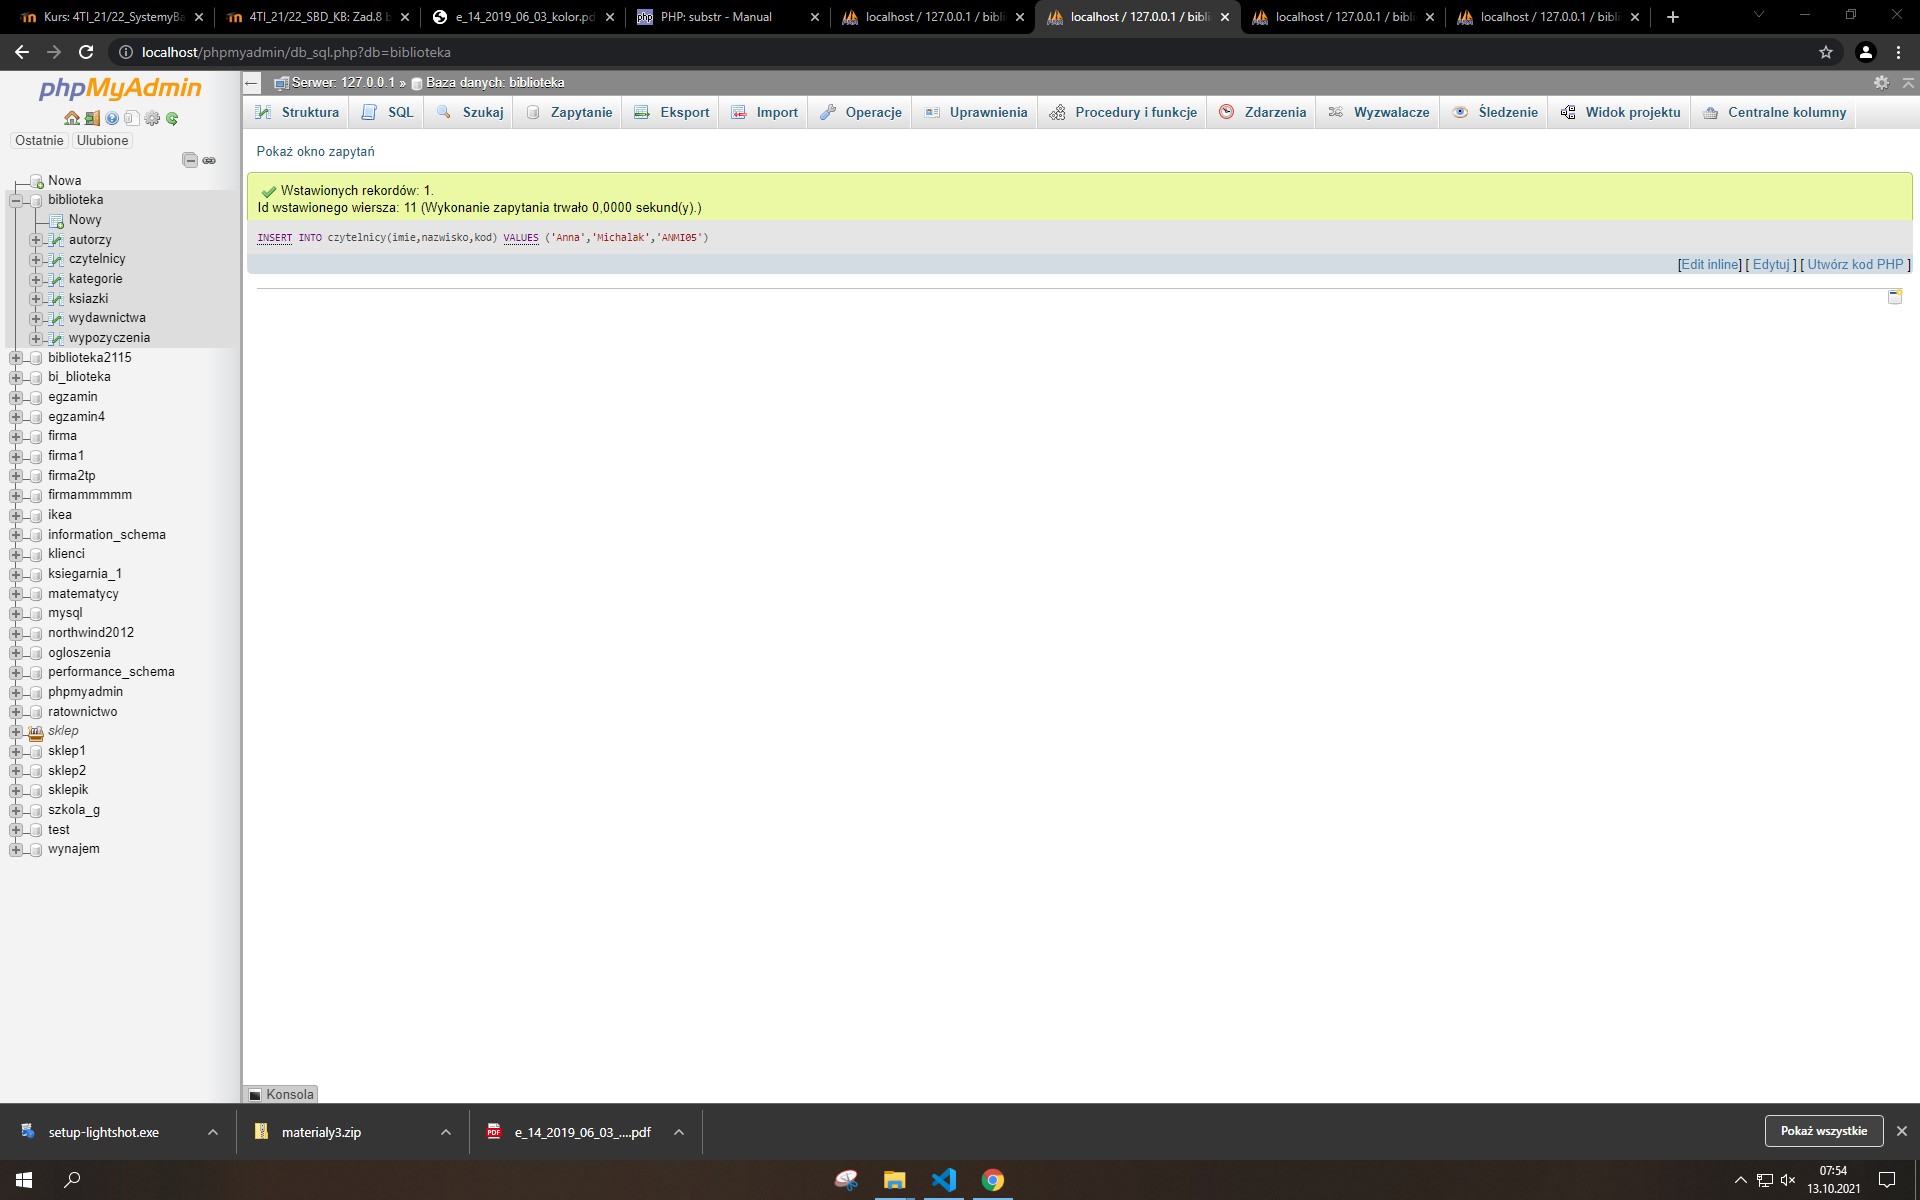 Kurs: 4TI_21/22_SystemyBa
4TI_21/22_SBD_KB: Zad.8 b
e_14_2019_06_03_kolor.pd
PHP: substr - Manual
localhost / 127.0.0.1 / bibli
localhost / 127.0.0.1 / bibli
localhost / 127.0.0.1 / bibli
localhost / 127.0.0.1 / bibli
localhost/phpmyadmin/db_sql.php?db=biblioteka
phpMyAdmin
Ostatnie
Ulubione
Nowa
biblioteka
Nowy
autorzy
czytelnicy
kategorie
ksiazki
wydawnictwa
wypozyczenia
biblioteka2115
bi_blioteka
egzamin
egzamin4
firma
firma1
firma2tp
firmammmmm
ikea
information_schema
klienci
ksiegarnia_1
matematycy
mysql
northwind2012
ogloszenia
performance_schema
phpmyadmin
ratownictwo
sklep
sklep1
sklep2
sklepik
szkola_g
test
wynajem
Serwer: 127.0.0.1 » Baza danych: biblioteka
Struktura
SQL
Szukaj
Zapytanie
Eksport
Import
Operacje
Uprawnienia
Procedury i funkcje
Zdarzenia
Wyzwalacze
Śledzenie
Widok projektu
Centralne kolumny
Pokaż okno zapytań
Wstawionych rekordów: 1.
Id wstawionego wiersza: 11 (Wykonanie zapytania trwało 0,0000 sekund(y).)
INSERT INTO czytelnicy(imie,nazwisko,kod) VALUES ('Anna','Michalak','ANMI05')
[Edit inline] [ Edytuj ] [ Utwórz kod PHP ]
Konsola
setup-lightshot.exe
materialy3.zip
e_14_2019_06_03_....pdf
Pokaż wszystkie
07:54
13.10.2021